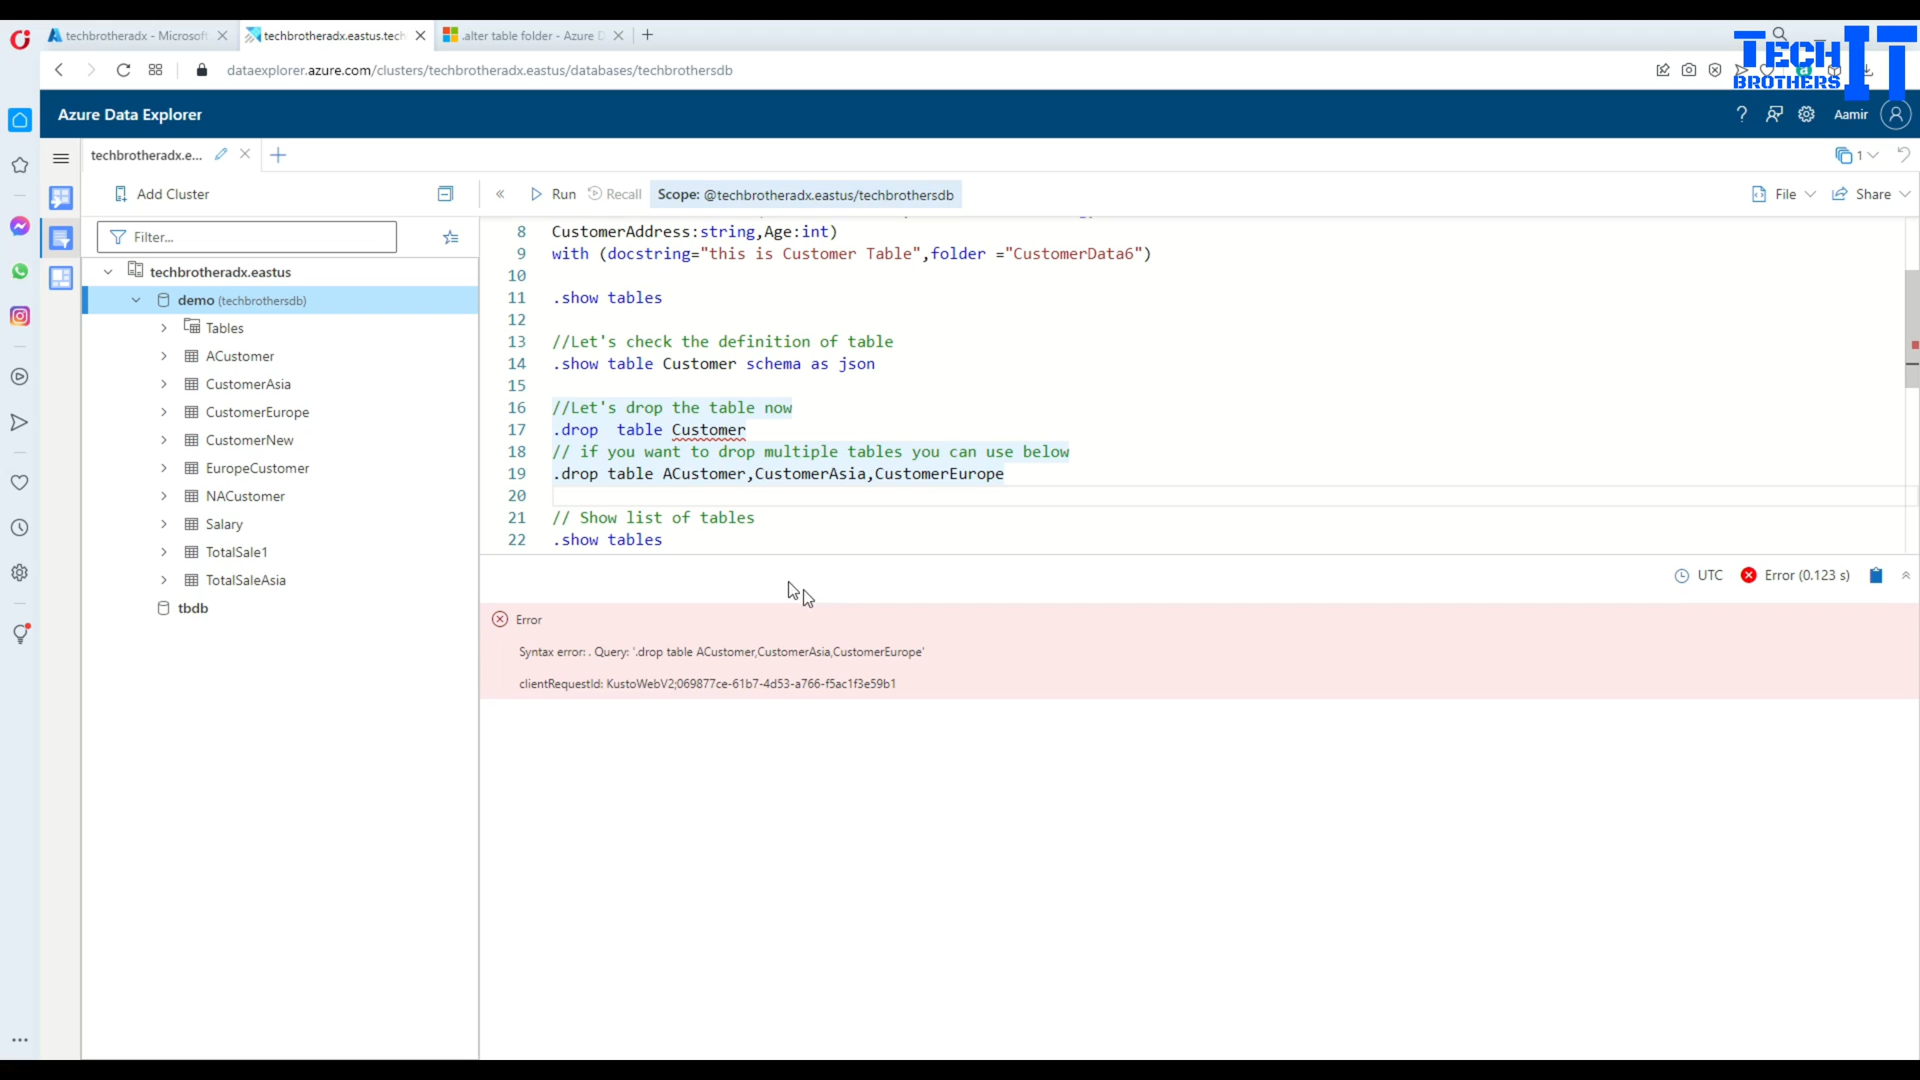 techbrotheradx - Microsoft
techbrotheradx.eastus.tech
.alter table folder - Azure D
TECH
BROTHERS
IT
dataexplorer.azure.com/clusters/techbrotheradx.eastus/databases/techbrothersdb
Azure Data Explorer
? Aamir
techbrotheradx.e...
1
Add Cluster
Run
Recall
Scope: @techbrotheradx.eastus/techbrothersdb
File
Share
Filter...
techbrotheradx.eastus
demo (techbrothersdb)
Tables
ACustomer
CustomerAsia
CustomerEurope
CustomerNew
EuropeCustomer
NACustomer
Salary
TotalSale1
TotalSaleAsia
tbdb
8 CustomerAddress:string,Age:int)
9 with (docstring="this is Customer Table",folder ="CustomerData6")
10
11 .show tables
12
13 //Let's check the definition of table
14 .show table Customer schema as json
15
16 //Let's drop the table now
17 .drop  table Customer
18 // if you want to drop multiple tables you can use below
19 .drop table ACustomer,CustomerAsia,CustomerEurope
20
21 // Show list of tables
22 .show tables
UTC
Error (0.123 s)
Error
Syntax error: . Query: '.drop table ACustomer,CustomerAsia,CustomerEurope'
clientRequestId: KustoWebV2;069877ce-61b7-4d53-a766-f5ac1f3e59b1